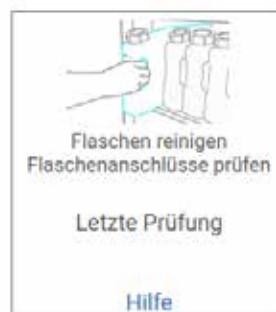 Flaschen reinigen
Flaschenanschlüsse prüfen
Letzte Prüfung
Hilfe